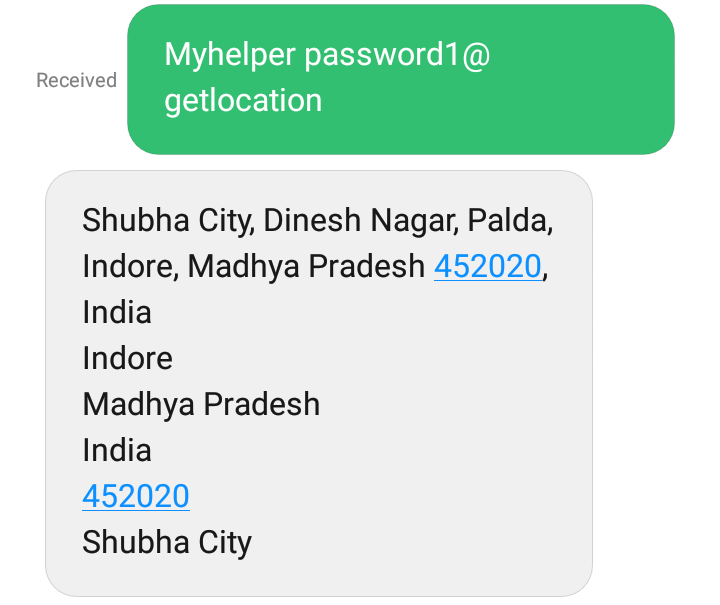 Myhelper password1@
Received
getlocation
Shubha City, Dinesh Nagar, Palda,
Indore, Madhya Pradesh 452020,
India
Indore
Madhya Pradesh
India
452020
Shubha City